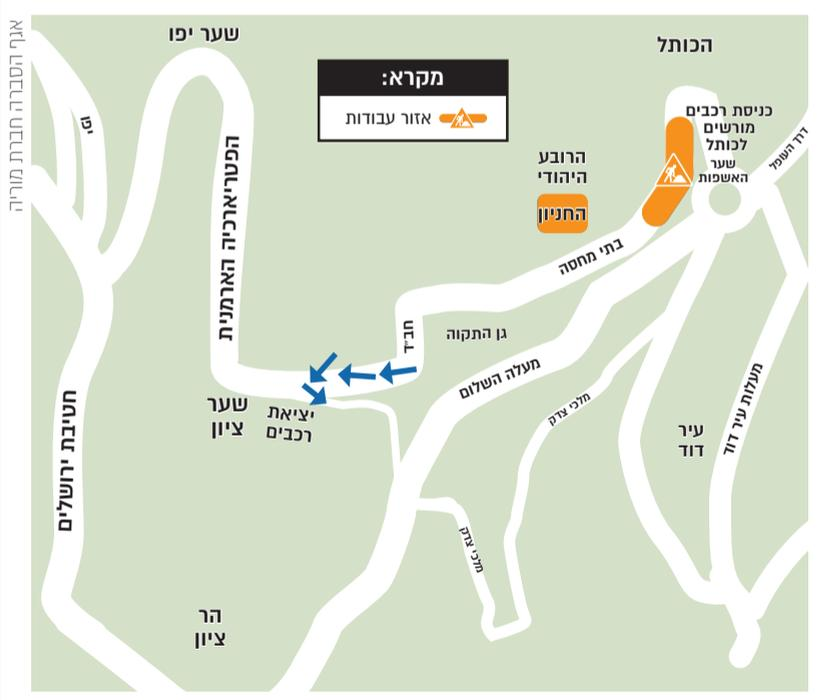 אגף הסברה חברת מוריה
שער יפו
הכותל
מקרא:
אזור עבודות
יפו
כניסת רכבים
מורשים
לכותל
שער
האשפות
דרך העופל
הרובע
היהודי
החניון
הפטריארכיה הארמנית
בתי מחסה
חב״ד
גן התקוה
מעלה השלום
מלכי צדק
שער
ציון
יציאת
רכבים
חטיבת ירושלים
עיר
דוד
מעלות עיר דוד
מלכי צדק
הר
ציון